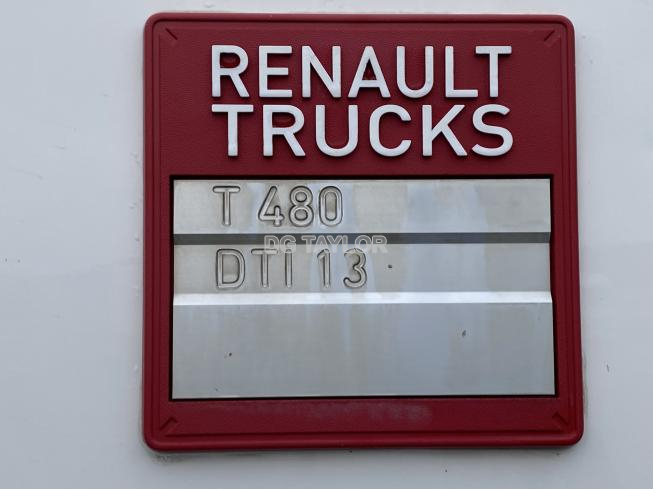 RENAULT
TRUCKS
T 480
DG TAYLOR
DTI 13